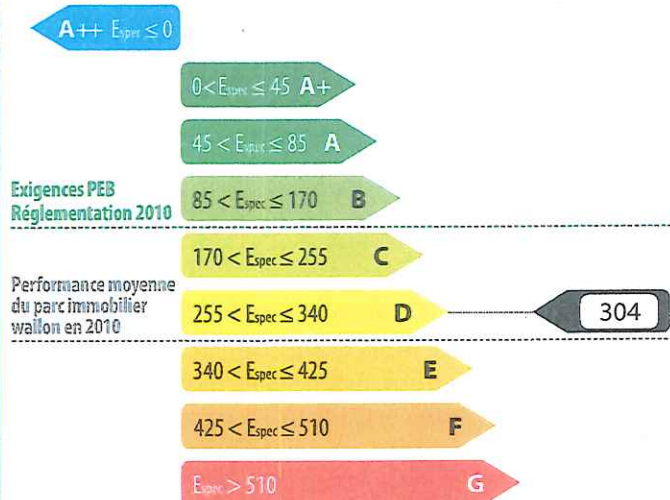 A++ Espec ≤ 0
0 < Espec ≤ 45 A+
45 < Espec ≤ 85 A
Exigences PEB
Réglementation 2010
85 < Espec ≤ 170 B
170 < Espec ≤ 255 C
Performance moyenne
du parc immobilier
wallon en 2010
255 < Espec ≤ 340 D
304
340 < Espec ≤ 425 E
425 < Espec ≤ 510 F
Espec > 510 G